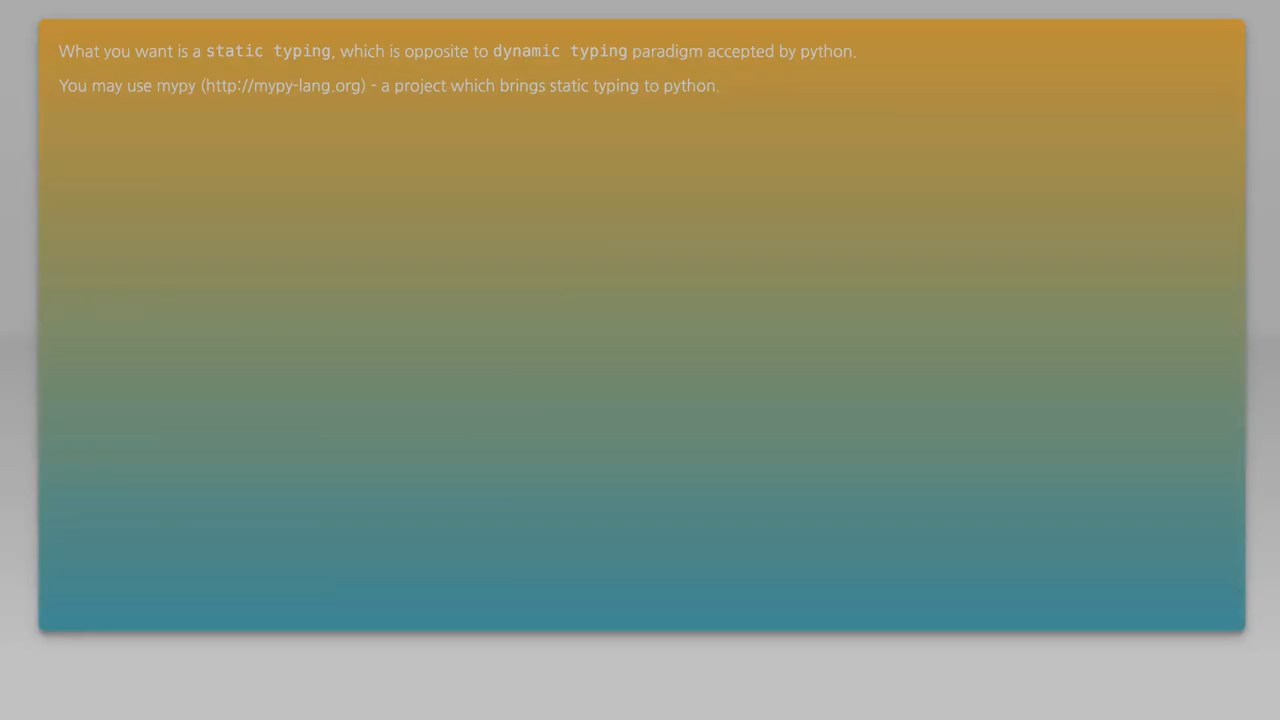 What you want is a static typing, which is opposite to dynamic typing paradigm accepted by python.
You may use mypy (http://mypy-lang.org) - a project which brings static typing to python.